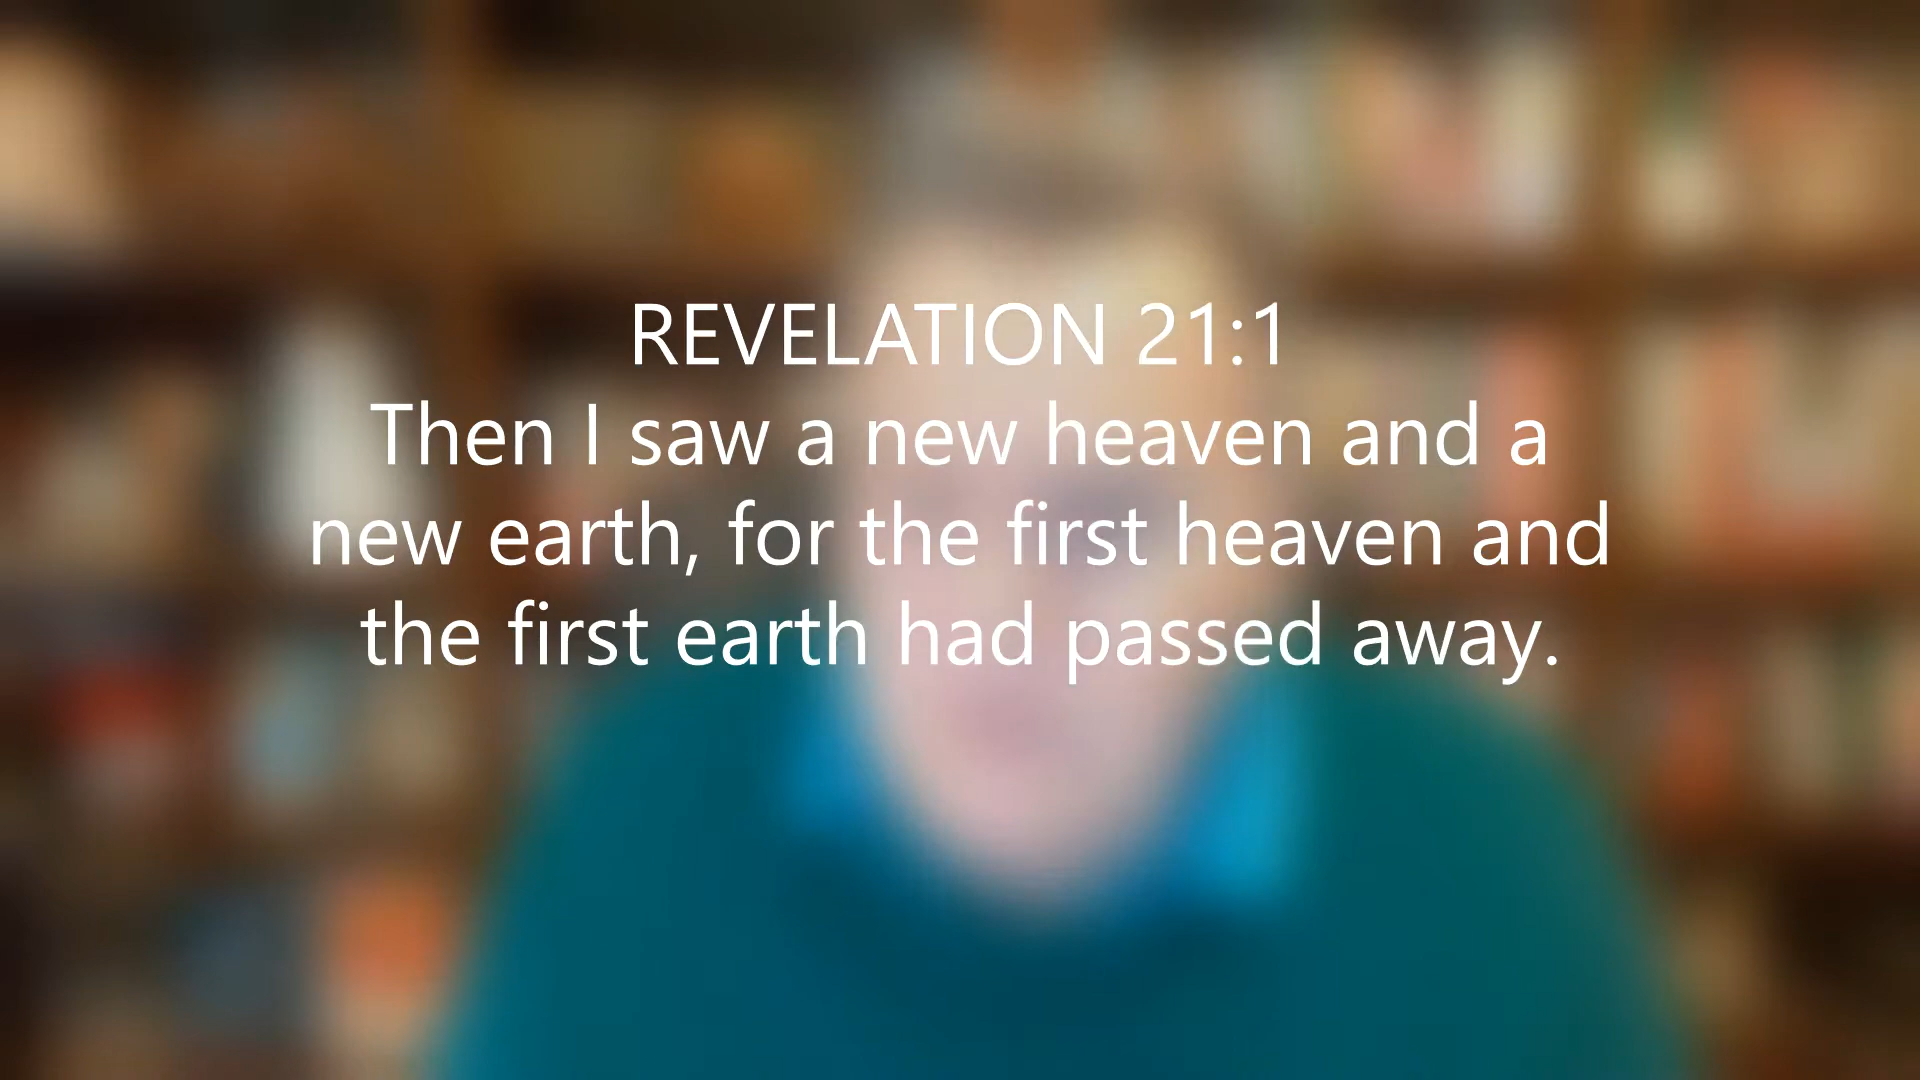 REVELATION 21:1
Then I saw a new heaven and a
new earth, for the first heaven and
the first earth had passed away.